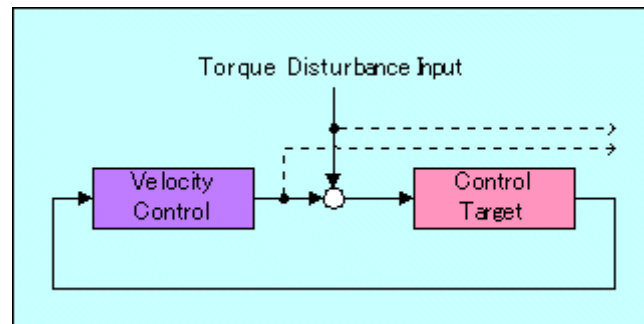 Torque Disturbance Input
Velocity
Control
Control
Target